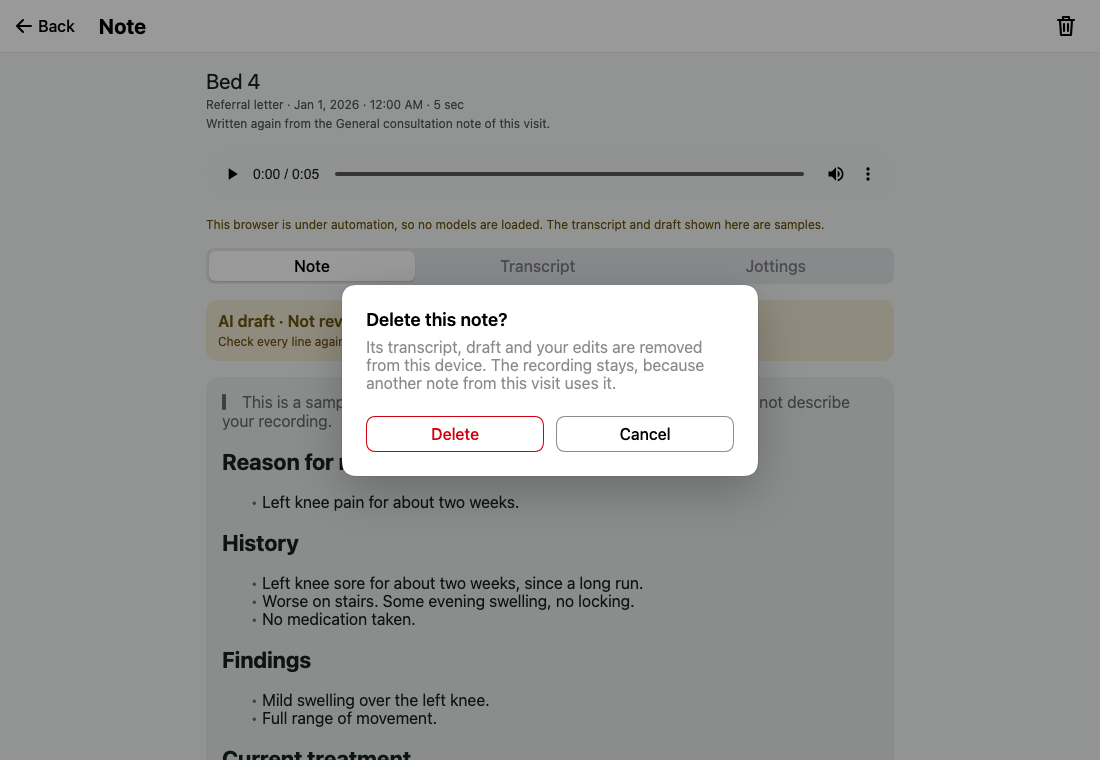 Back
Note
Bed 4
Referral letter · Jan 1, 2026 · 12:00 AM · 5 sec
Written again from the General consultation note of this visit.
0:00 / 0:05
This browser is under automation, so no models are loaded. The transcript and draft shown here are samples.
Note
Transcript
Jottings
AI draft · Not
Check every line
Delete this note?
Its transcript, draft and your edits are removed
from this device. The recording stays, because
another note from this visit uses it.
Delete
Cancel
This is a
not describe
your recording.
Reason for
• Left knee pain for about two weeks.
History
• Left knee sore for about two weeks, since a long run.
• Worse on stairs. Some evening swelling, no locking.
• No medication taken.
Findings
• Mild swelling over the left knee.
• Full range of movement.
Current treatment